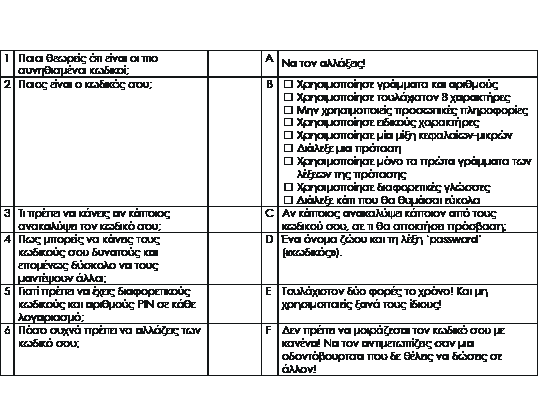 1 Ποιοι θεωρείς ότι είναι οι πιο
συνηθισμένα κωδικοί;
A Να τον αλλάξεις!
2 Ποιος είναι ο κωδικός σου;
B □ Χρησιμοποίησε γράμματα και αριθμούς
□ Χρησιμοποίησε τουλάχιστον 8 χαρακτήρες
□ Μην χρησιμοποιείς προσωπικές πληροφορίες
□ Χρησιμοποίησε ειδικούς χαρακτήρες
□ Χρησιμοποίησε μία μίξη κεφαλαίων-μικρών
□ Διάλεξε μια πρόταση
□ Χρησιμοποίησε μόνο τα πρώτα γράμματα των
λέξεων της πρότασης
□ Χρησιμοποίησε διαφορετικές γλώσσες
□ Διάλεξε κάτι που θα θυμάσαι εύκολα
3 Τι πρέπει να κάνεις αν κάποιος
ανακαλύψει τον κωδικό σου;
C Αν κάποιος ανακαλύψει κάποιον από τους
κωδικού σου, σε τι θα αποκτήσει πρόσβαση;
4 Πως μπορείς να κάνεις τους
κωδικούς σου δυνατούς και
επομένως δύσκολο να τους
μαντέψουν άλλοι;
D Ένα όνομα ζώου και τη λέξη 'password'
(«κωδικός»).
5 Γιατί πρέπει να έχεις διαφορετικούς
κωδικούς και αριθμούς PIN σε κάθε
λογαριασμό;
E Τουλάχιστον δύο φορές το χρόνο! Και μη
χρησιμοποιείς ξανά τους ίδιους!
6 Πόσο συχνά πρέπει να αλλάζεις των
κωδικό σου;
F Δεν πρέπει να μοιράζεσαι τον κωδικό σου με
κανένα! Να τον αντιμετωπίζεις σαν μια
οδοντόβουρτσα που δε θέλεις να δώσεις σε
άλλον!